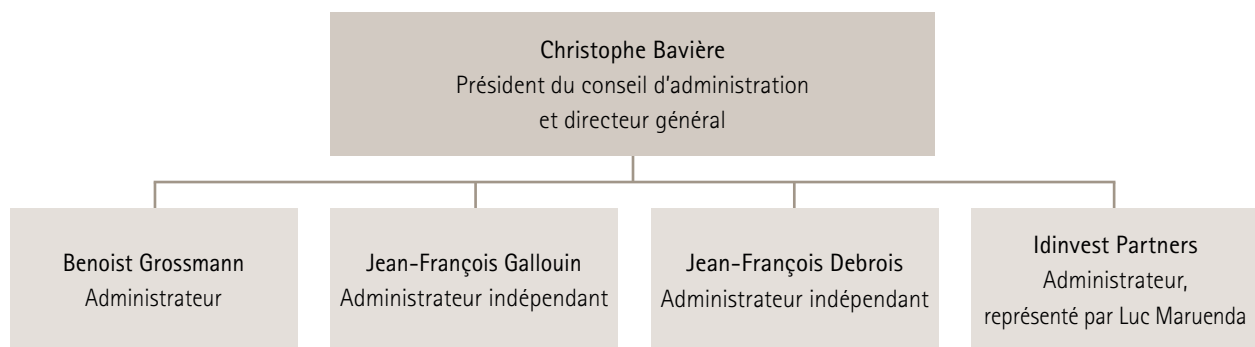 Christophe Bavière
Président du conseil d'administration
et directeur général
Benoist Grossmann
Administrateur
Jean-François Gallouin
Administrateur indépendant
Jean-François Debrois
Administrateur indépendant
Idinvest Partners
Administrateur,
représenté par Luc Maruenda